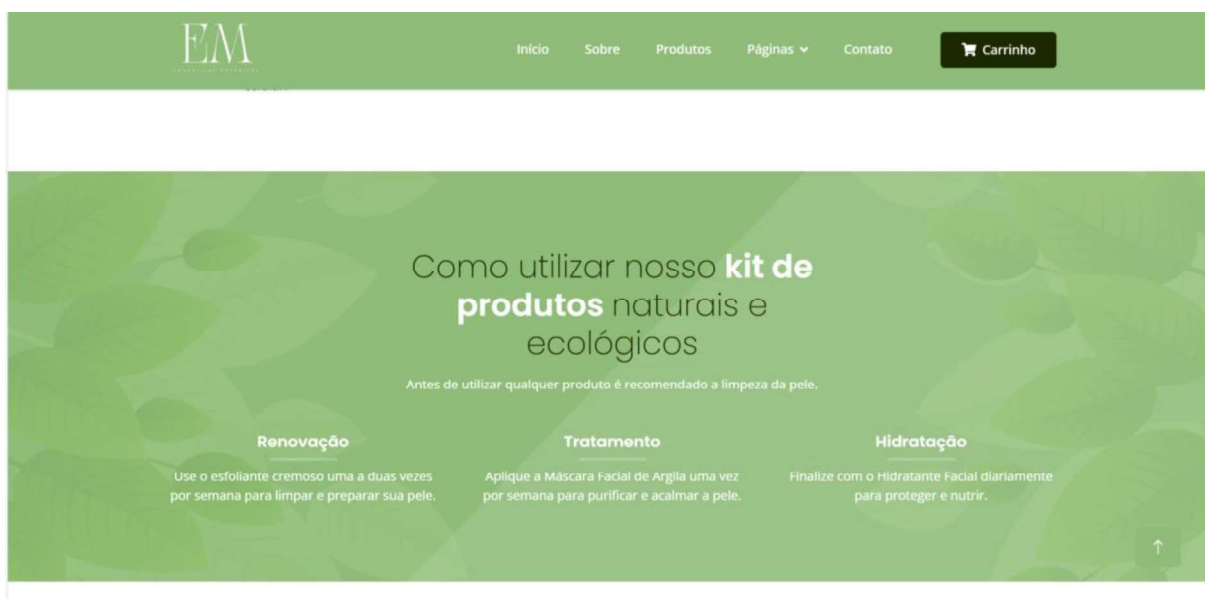 EM
Início Sobre Produtos Páginas Contato Carrinho
Como utilizar nosso kit de
produtos naturais e
ecológicos
Antes de utilizar qualquer produto é recomendado a limpeza da pele.
Renovação
Use o esfoliante cremoso uma a duas vezes
por semana para limpar e preparar sua pele.
Tratamento
Aplique a Máscara Facial de Argila uma vez
por semana para purificar e acalmar a pele.
Hidratação
Finalize com o Hidratante Facial diariamente
para proteger e nutrir.